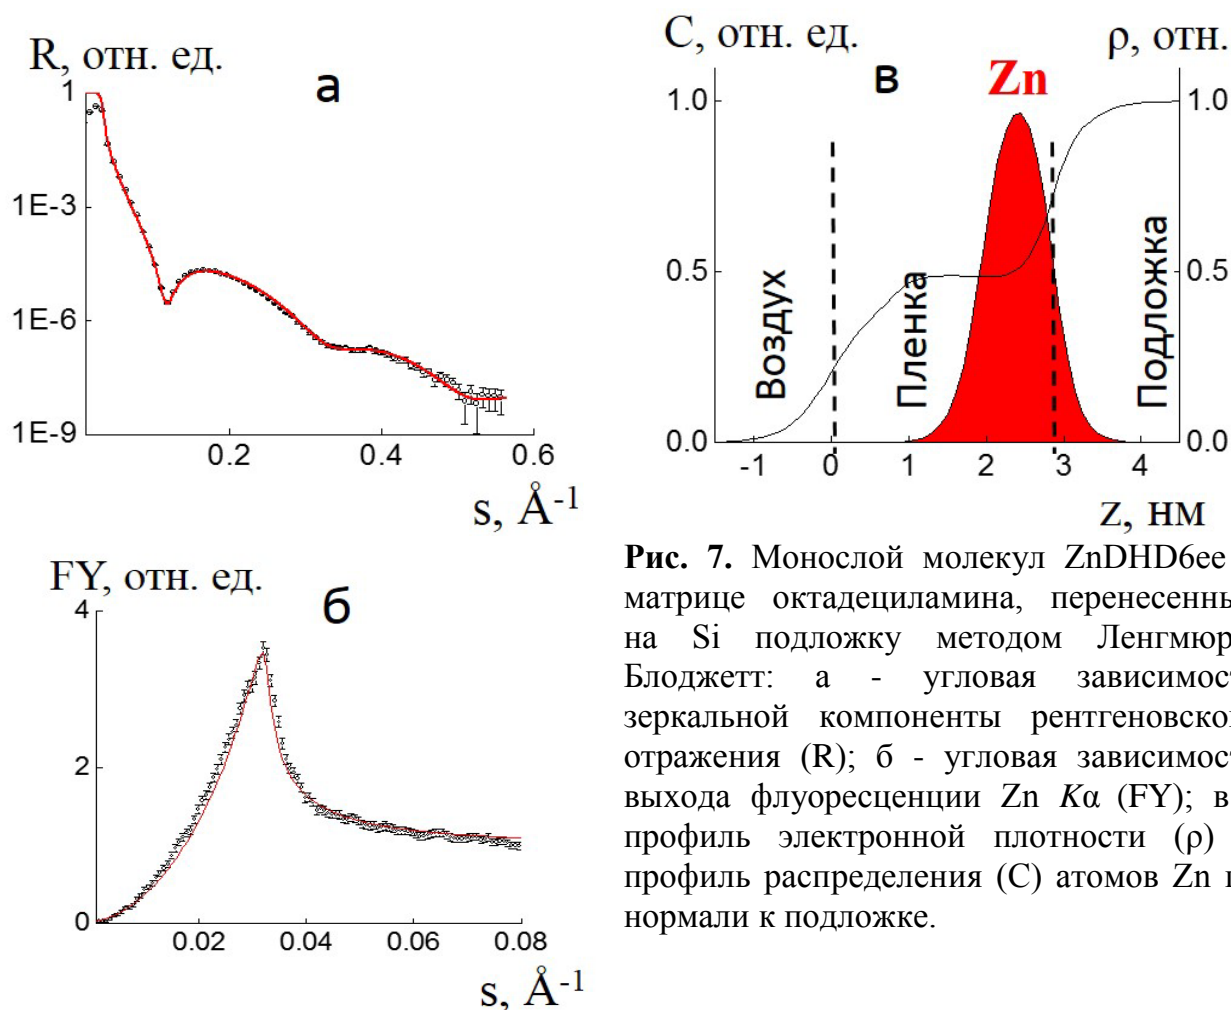 R, отн. ед.
а
1
1E-3
1E-6
1E-9
0.2
0.4
0.6
s, Å-1
C, отн. ед.
ρ, отн.
в
Zn
1.0
1.0
0.5
0.5
0.0
0.0
Воздух
Пленка
Подложка
-1
0
1
2
3
4
z, нм
FY, отн. ед.
б
4
2
0
0.02
0.04
0.06
0.08
s, Å-1
Рис. 7. Монослой молекул ZnDHD6ee
матрице октадециламина, перенесенны
на Si подложку методом Ленгмюр
Блоджетт: а - угловая зависимост
зеркальной компоненты рентгеновско
отражения (R); б - угловая зависимост
выхода флуоресценции Zn Kα (FY); в
профиль электронной плотности (ρ)
профиль распределения (С) атомов Zn п
нормали к подложке.